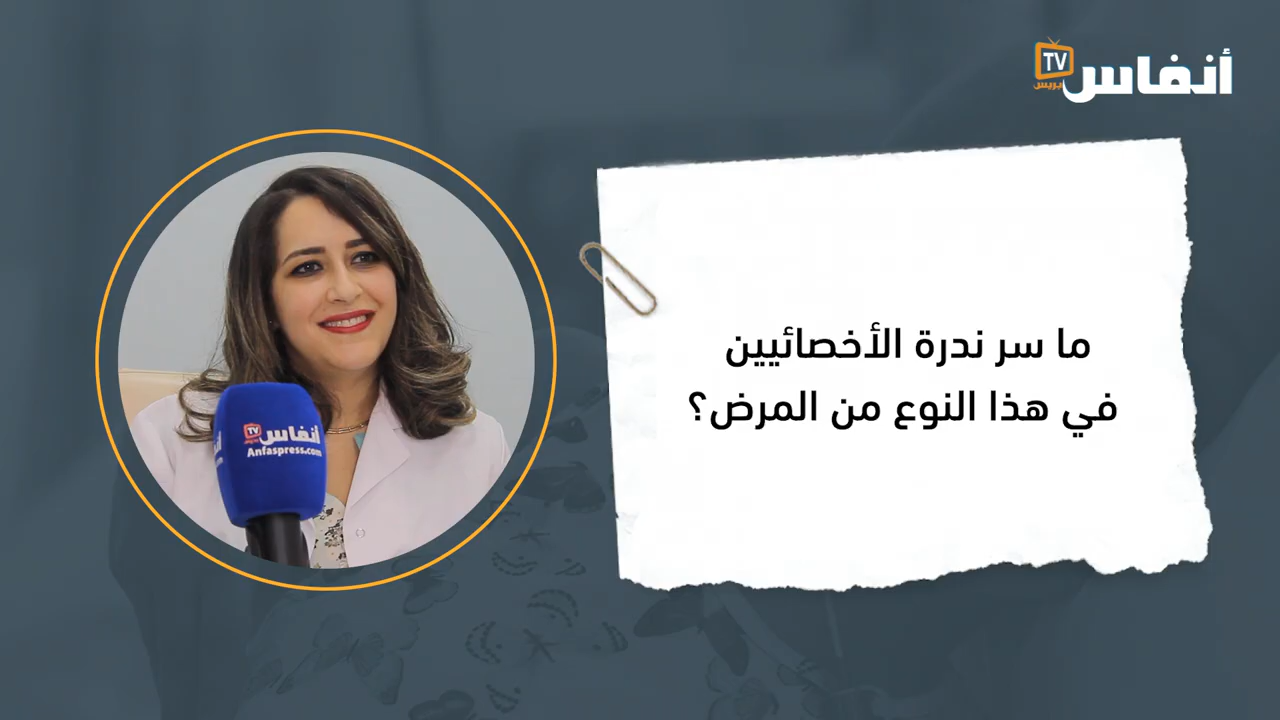 أنفاس
TV
بريس
ما سر ندرة الأخصائيين
في هذا النوع من المرض؟
أنفاس
TV
Anfaspress.com